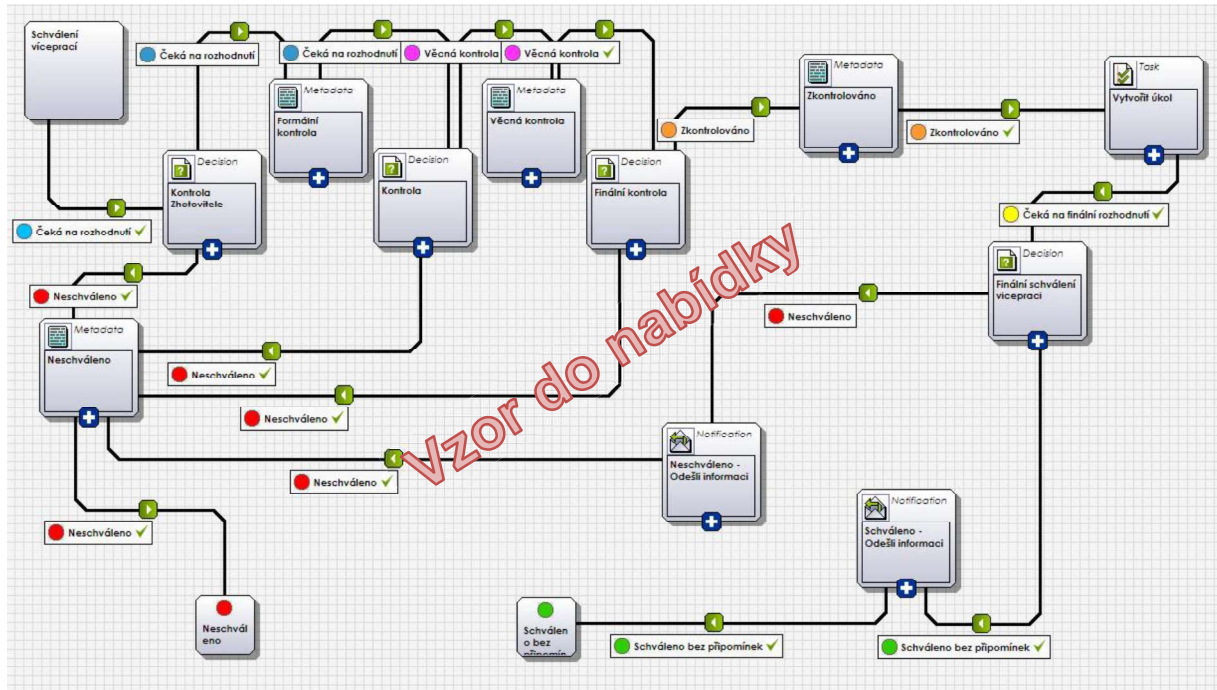 Schválení
víceprací
Čeká na rozhodnutí
Čeká na rozhodnutí
Věcná kontrola
Věcná kontrola
Metadata
Formální
kontrola
Metadata
Věcná kontrola
Metadata
Zkontrolováno
Task
Vytvořit úkol
Zkontrolováno
Zkontrolováno
Decision
Kontrola
Zhotovitele
Decision
Kontrola
Decision
Finální kontrola
Čeká na rozhodnutí
Čeká na finální rozhodnutí
Decision
Finální schválení
vicepraci
Neschváleno
Neschváleno
Metadata
Neschváleno
Neschváleno
Neschváleno
Vzor do nabídky
Notification
Neschváleno -
Odešli informaci
Neschváleno
Neschváleno
Notification
Schváleno -
Odešli informaci
Neschvál
eno
Schválen
o bez
připomín
Schváleno bez připomínek
Schváleno bez připomínek